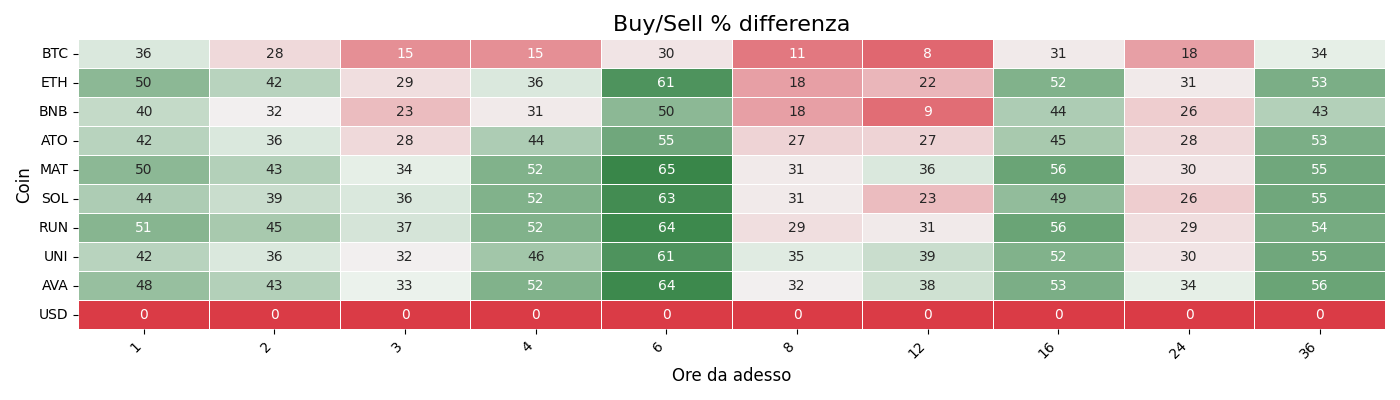 Buy/Sell % differenza
Coin
BTC 36 28 15 15 30 11 8 31 18 34
ETH 50 42 29 36 61 18 22 52 31 53
BNB 40 32 23 31 50 18 9 44 26 43
ATO 42 36 28 44 55 27 27 45 28 53
MAT 50 43 34 52 65 31 36 56 30 55
SOL 44 39 36 52 63 31 23 49 26 55
RUN 51 45 37 52 64 29 31 56 29 54
UNI 42 36 32 46 61 35 39 52 30 55
AVA 48 43 33 52 64 32 38 53 34 56
USD 0 0 0 0 0 0 0 0 0 0
1 2 3 4 6 8 12 16 24 36
Ore da adesso